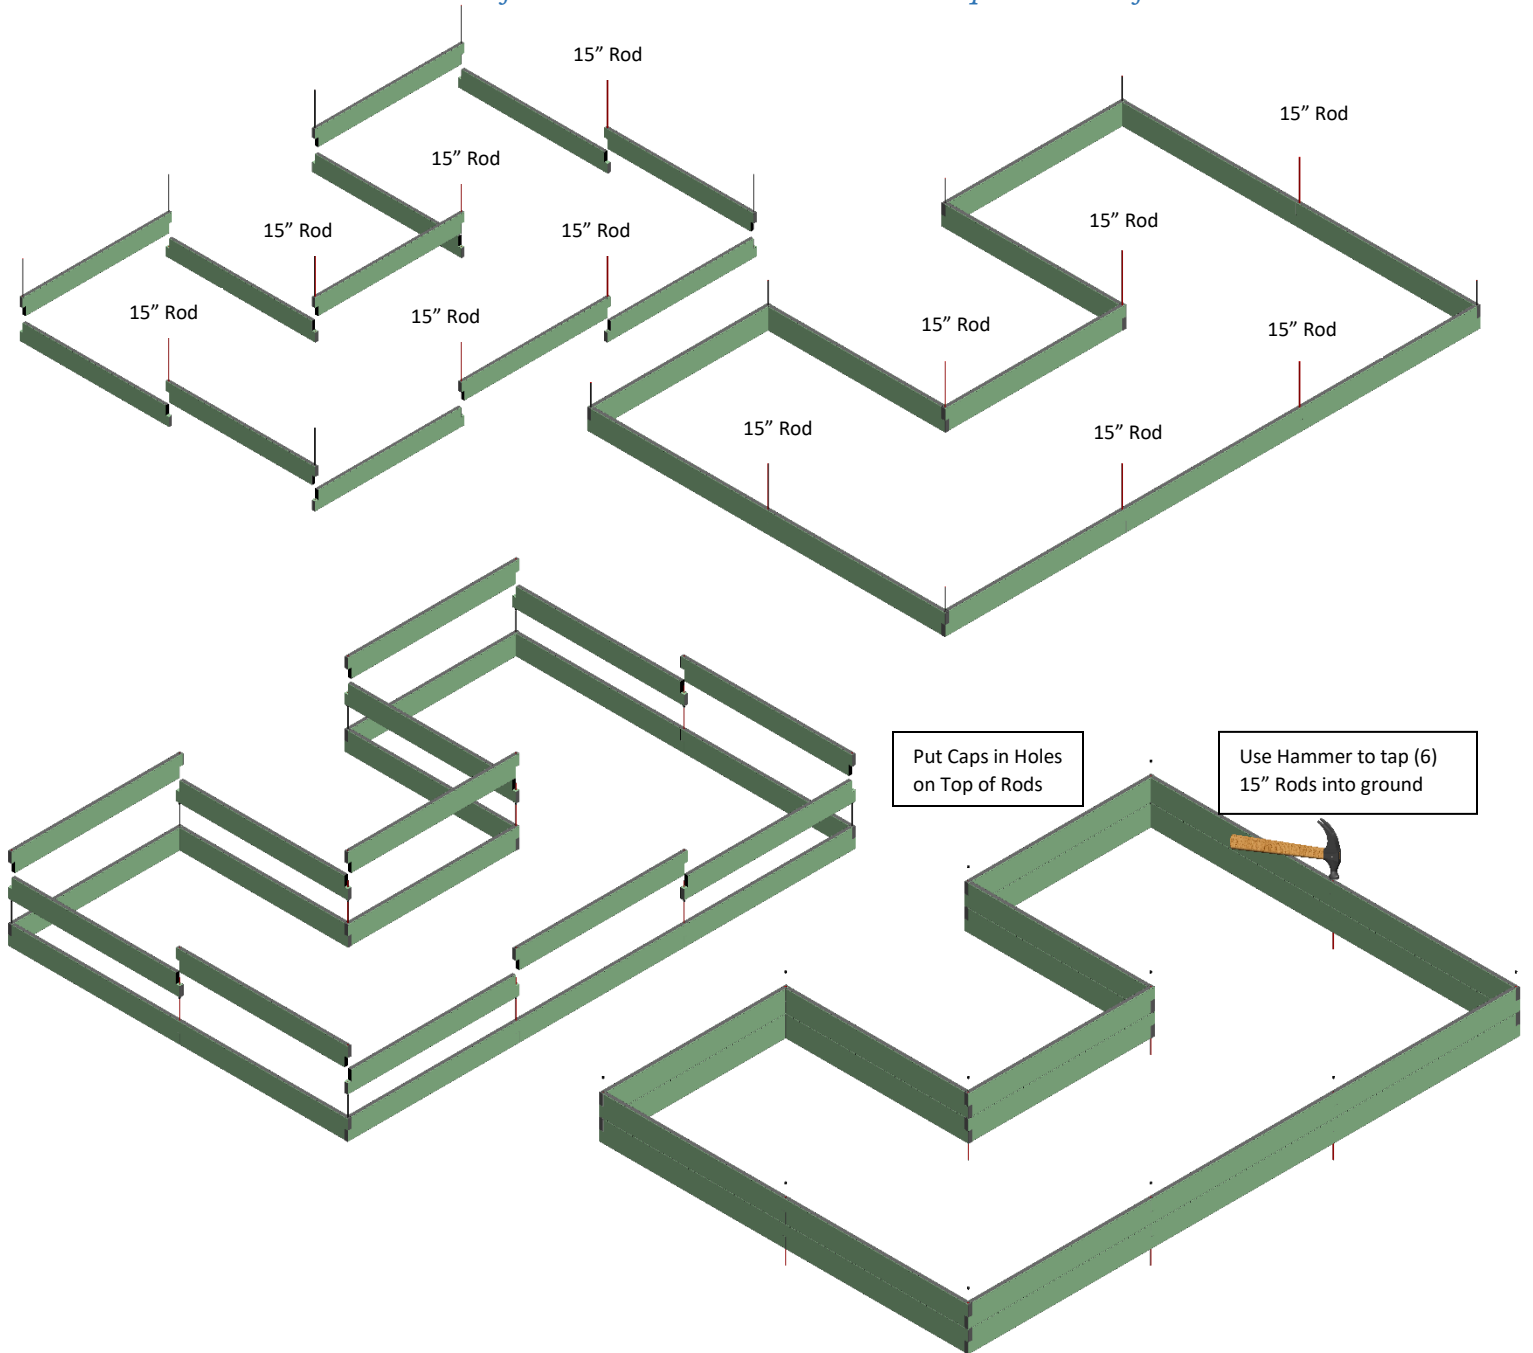 15” Rod
15” Rod
15” Rod
15” Rod
15” Rod
15” Rod
15” Rod
15” Rod
15” Rod
15” Rod
15” Rod
15” Rod
Put Caps in Holes
on Top of Rods
Use Hammer to tap (6)
15” Rods into ground